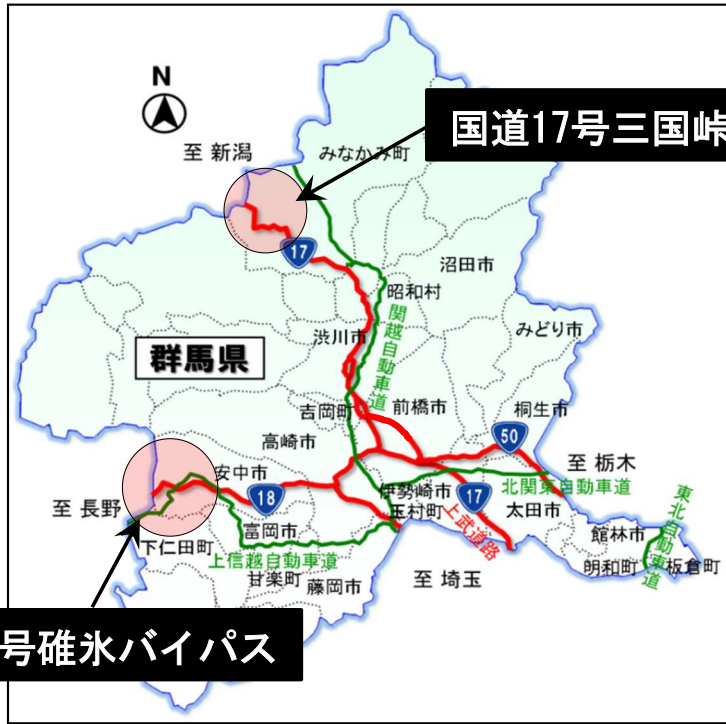 N
国道17号三国峠
至 新潟
みなかみ町
17
沼田市
昭和村
関越自動車道
渋川市
みどり市
群馬県
吉岡町
前橋市
桐生市
高崎市
50
安中市
至 栃木
至 長野
18
伊勢崎市
17
北関東自動車道
玉村町
太田市
東北自動車道
富岡市
上武道路
館林市
下仁田町
上信越自動車道
明和町
板倉町
甘楽町
藤岡市
至 埼玉
号碓氷バイパス